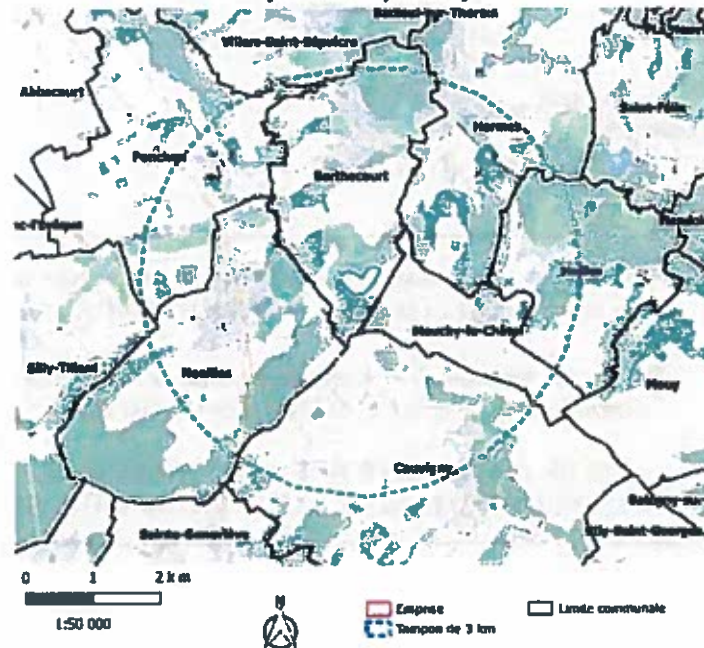 Villers-Saint-Sépulcre
Abbecourt
Saint-Félix
Hermes
Ponchon
Berthecourt
Mouchy-le-Châtel
Silly-Tillard
Noailles
Mouy
Cauvigny
Sainte-Geneviève
0 1 2 km
1:50 000
N
Emprise
Limite communale
Tampon de 3 km